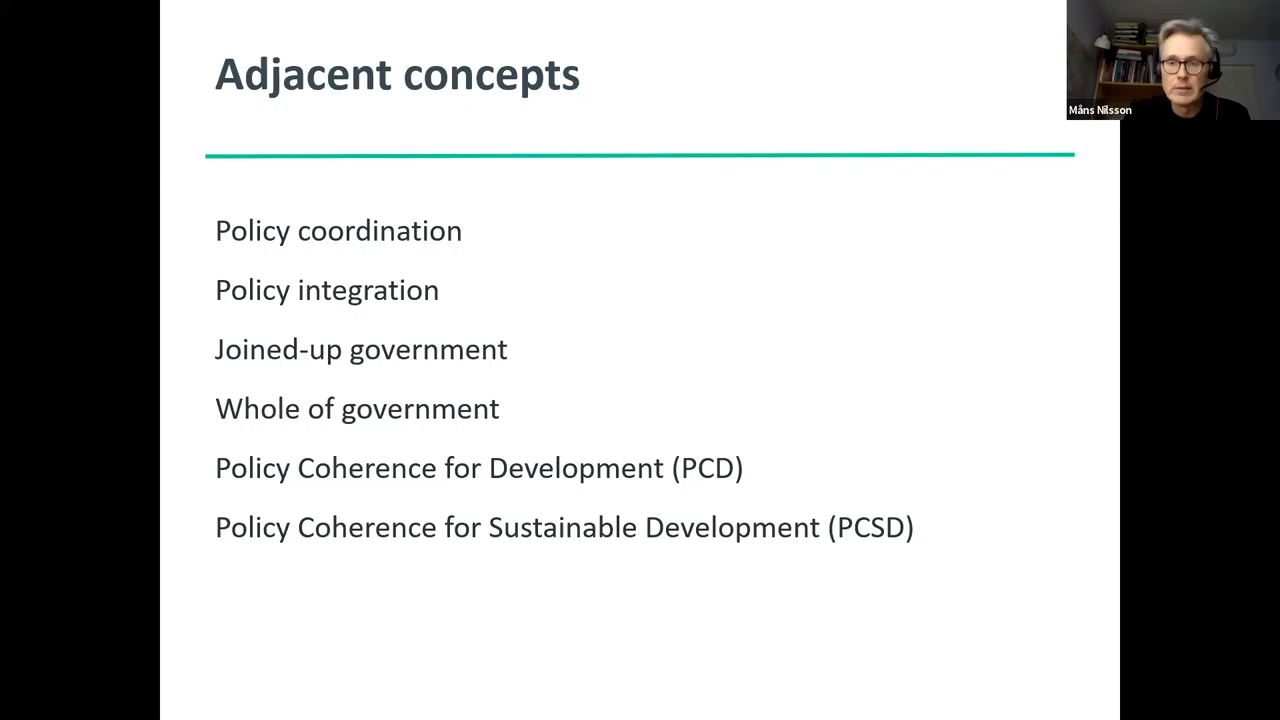 Adjacent concepts
Måns Nilsson
Policy coordination
Policy integration
Joined-up government
Whole of government
Policy Coherence for Development (PCD)
Policy Coherence for Sustainable Development (PCSD)